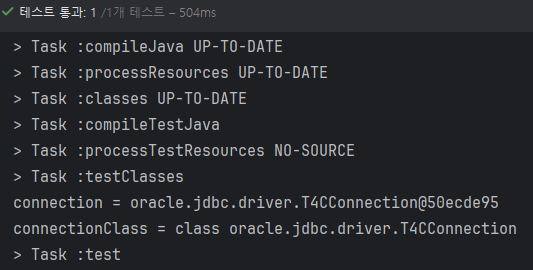 테스트 통과: 1 /1개 테스트 – 504ms
> Task :compileJava UP-TO-DATE
> Task :processResources UP-TO-DATE
> Task :classes UP-TO-DATE
> Task :compileTestJava
> Task :processTestResources NO-SOURCE
> Task :testClasses
connection = oracle.jdbc.driver.T4CConnection@50ecde95
connectionClass = class oracle.jdbc.driver.T4CConnection
> Task :test